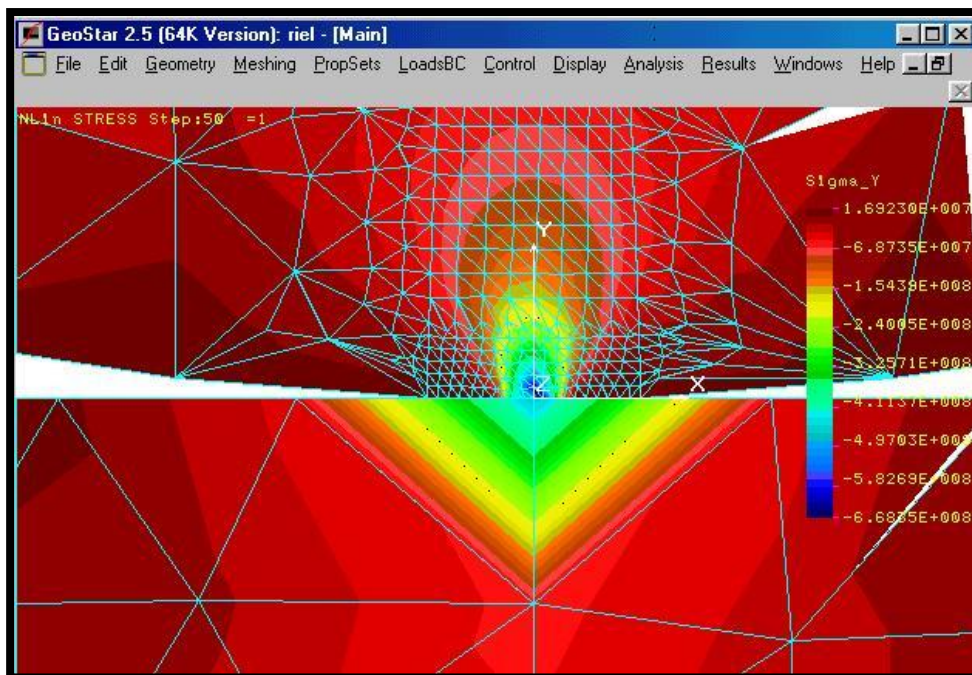 GeoStar 2.5 (64K Version): riel - [Main]
File Edit Geometry Meshing PropSets LoadsBC Control Display Analysis Results Windows Help
NL1n STRESS Step:50 =1
Sigma_Y
1.69230E+007
-6.8735E+007
-1.5439E+008
-2.4005E+008
-3.2571E+008
-4.1137E+008
-4.9703E+008
-5.8269E+008
-6.6835E+008
Y
Z
X